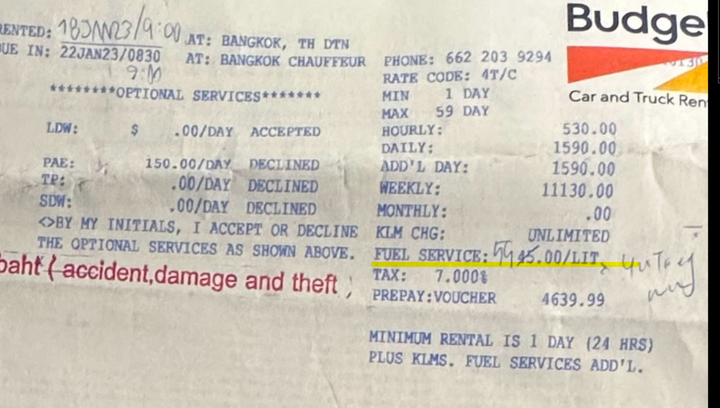 Budge
Car and Truck Ren
RENTED: 18JAN23/9:00 AT: BANGKOK, TH DTN
UE IN: 22JAN23/0830 AT: BANGKOK CHAUFFEUR
********OPTIONAL SERVICES*******
LDW: $ .00/DAY ACCEPTED
PAE: 150.00/DAY DECLINED
TP: .00/DAY DECLINED
SDW: .00/DAY DECLINED
<>BY MY INITIALS, I ACCEPT OR DECLINE
THE OPTIONAL SERVICES AS SHOWN ABOVE.
baht ( accident,damage and theft )
PHONE: 662 203 9294
RATE CODE: 4T/C
MIN 1 DAY
MAX 59 DAY
HOURLY: 530.00
DAILY: 1590.00
ADD'L DAY: 1590.00
WEEKLY: 11130.00
MONTHLY: .00
KLM CHG: UNLIMITED
FUEL SERVICE: 45.00/LIT
TAX: 7.000%
PREPAY:VOUCHER 4639.99
MINIMUM RENTAL IS 1 DAY (24 HRS)
PLUS KLMS. FUEL SERVICES ADD'L.